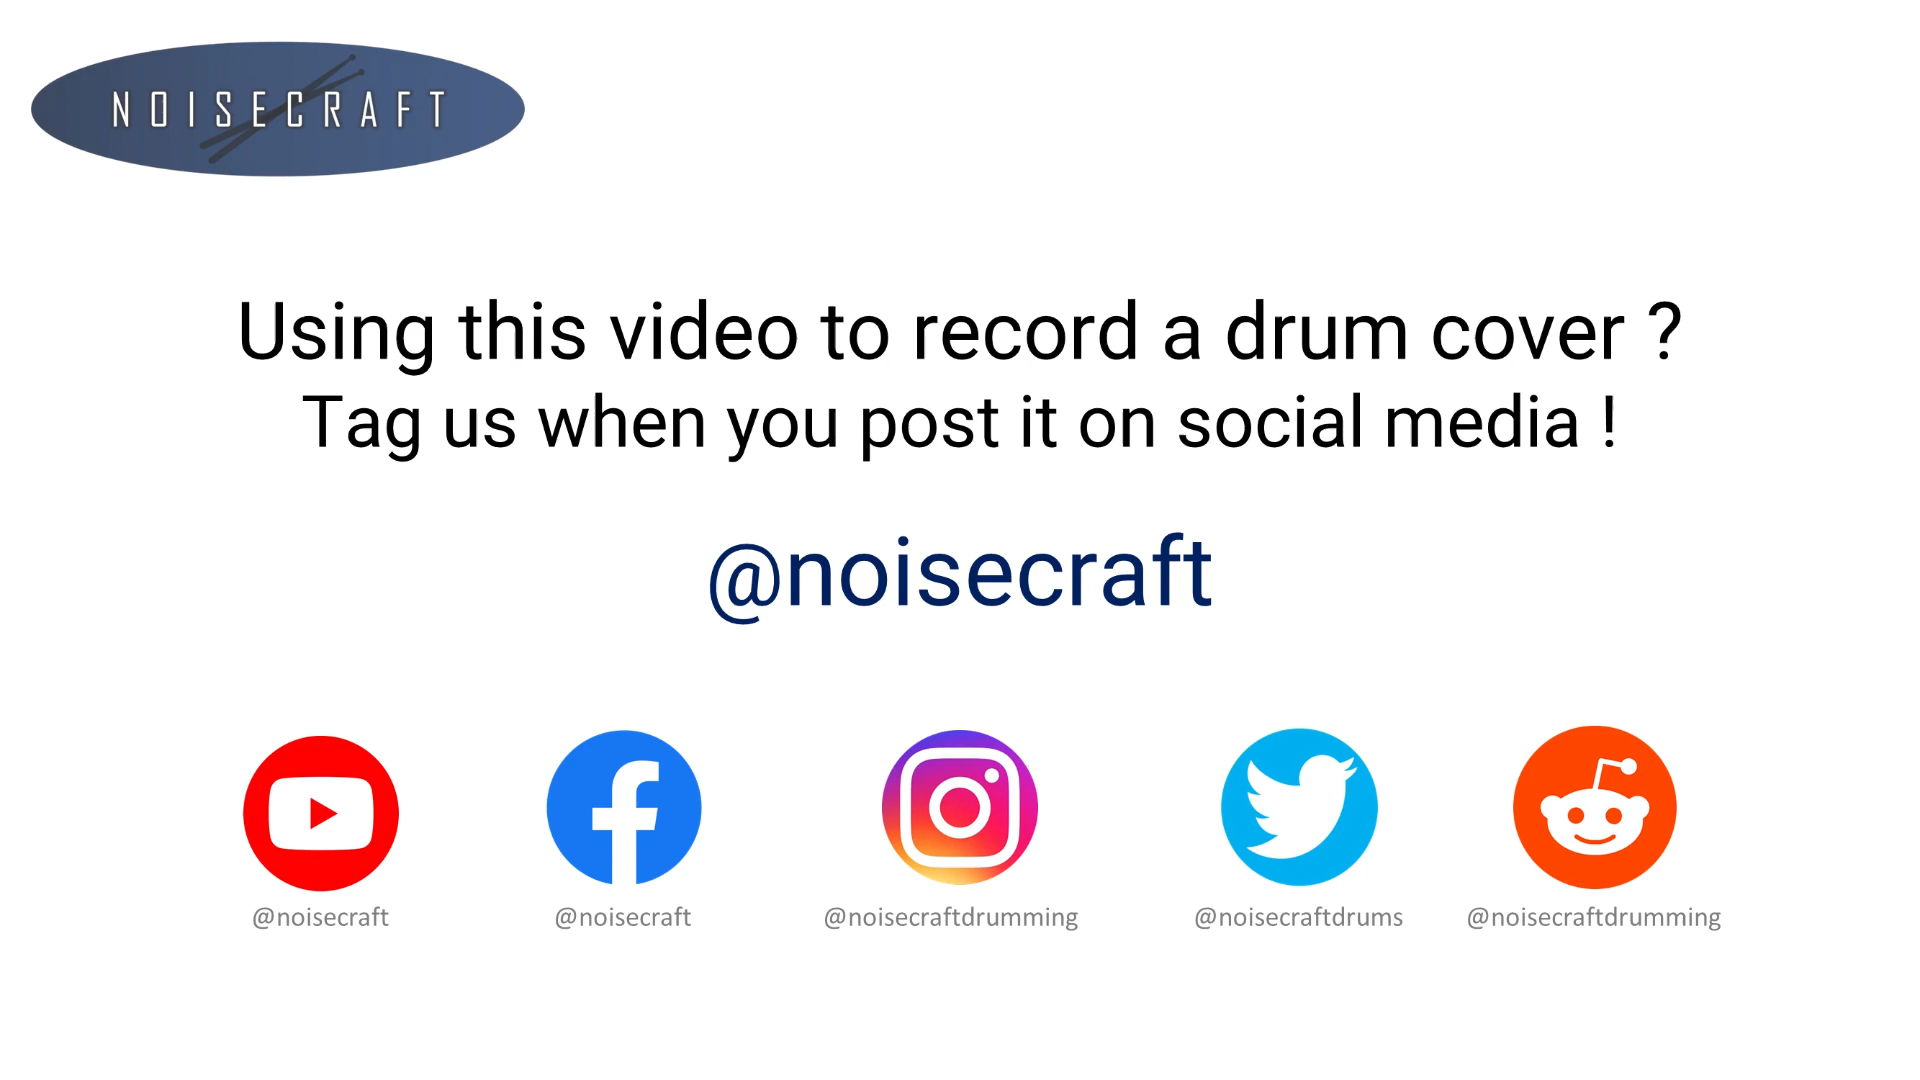 NOISECRAFT
Using this video to record a drum cover ?
Tag us when you post it on social media !
@noisecraft
@noisecraft
@noisecraft
@noisecraftdrumming
@noisecraftdrums
@noisecraftdrumming